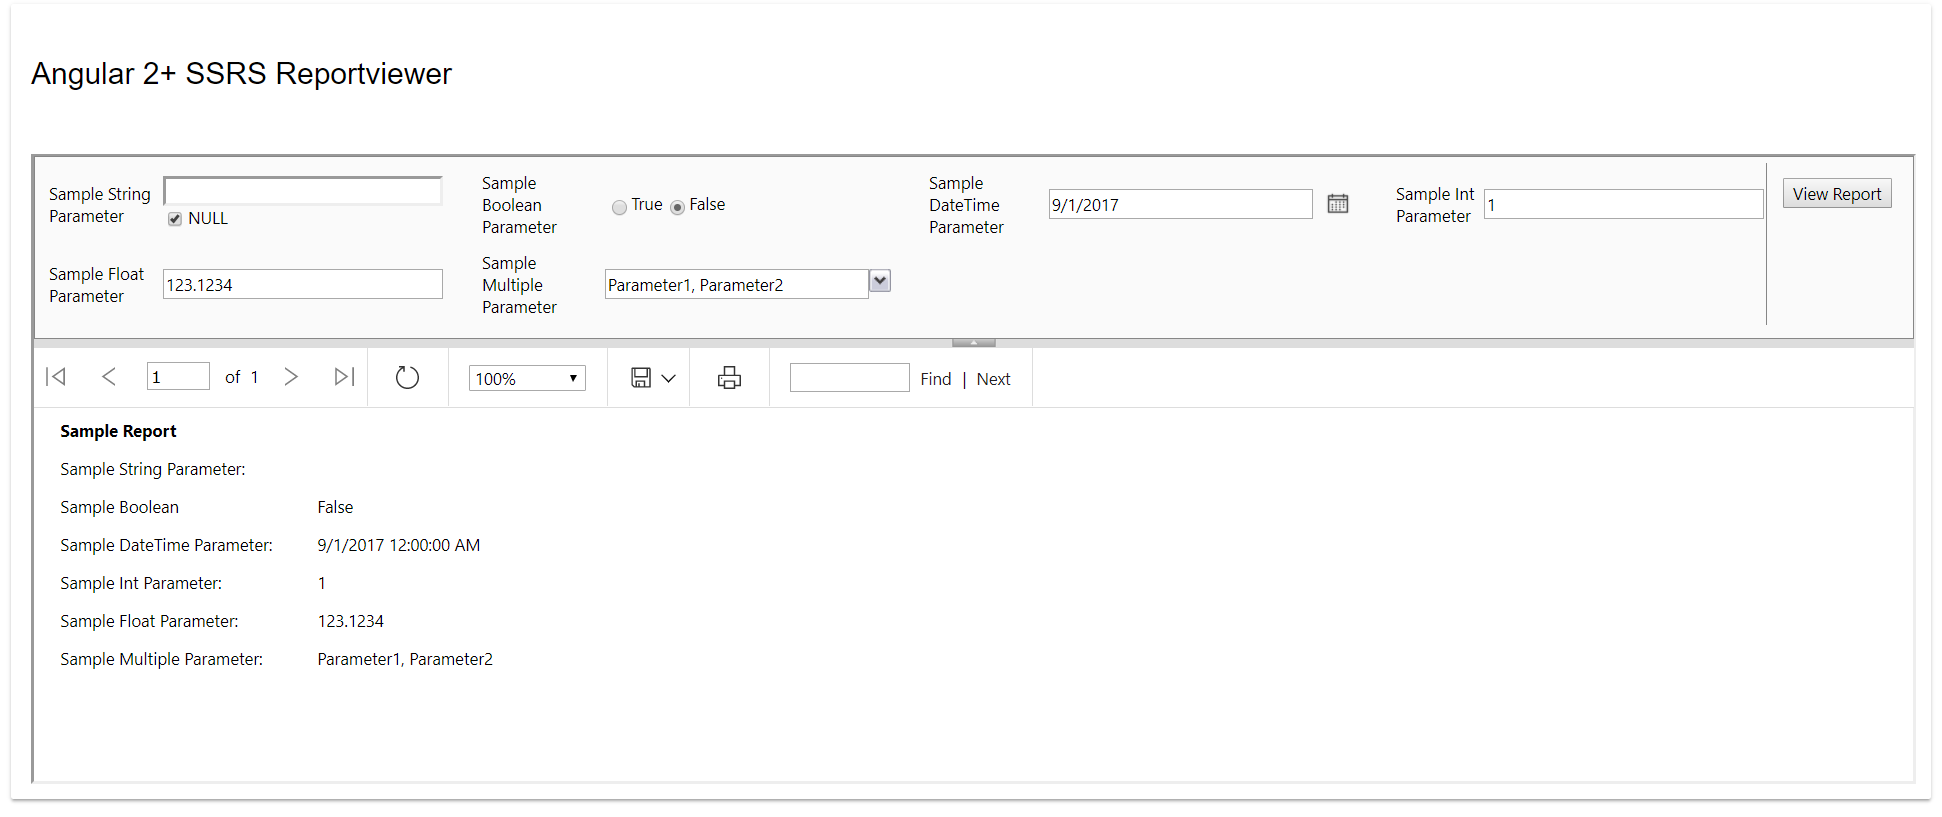 Angular 2+ SSRS Reportviewer
Sample String
Parameter
NULL
Sample
Boolean
Parameter
True
False
Sample
DateTime
Parameter
9/1/2017
Sample Int
Parameter
1
View Report
Sample Float
Parameter
123.1234
Sample
Multiple
Parameter
Parameter1, Parameter2
1 of 1
100%
Find | Next
Sample Report
Sample String Parameter:
Sample Boolean False
Sample DateTime Parameter: 9/1/2017 12:00:00 AM
Sample Int Parameter: 1
Sample Float Parameter: 123.1234
Sample Multiple Parameter: Parameter1, Parameter2